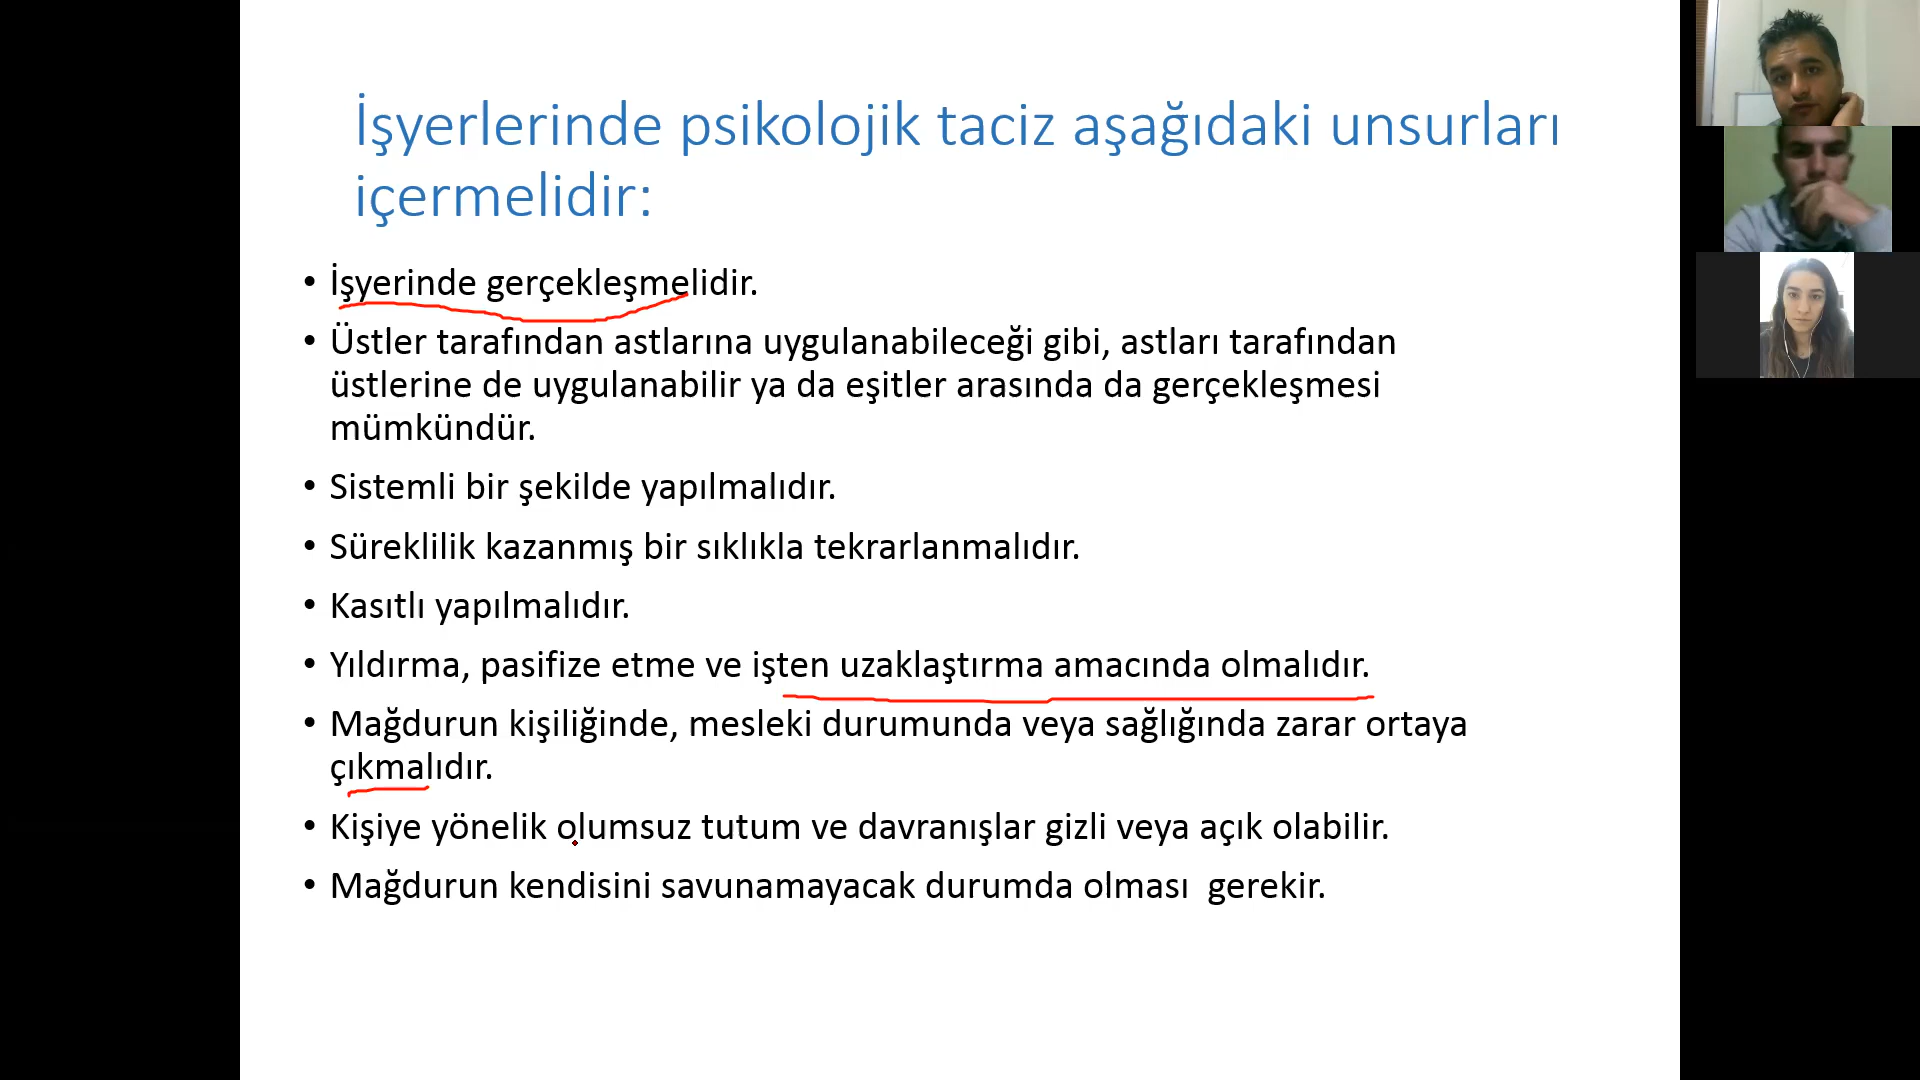 İşyerlerinde psikolojik taciz aşağıdaki unsurları
içermelidir:
• İşyerinde gerçekleşmelidir.
• Üstler tarafından astlarına uygulanabileceği gibi, astları tarafından
üstlerine de uygulanabilir ya da eşitler arasında da gerçekleşmesi
mümkündür.
• Sistemli bir şekilde yapılmalıdır.
• Süreklilik kazanmış bir sıklıkla tekrarlanmalıdır.
• Kasıtlı yapılmalıdır.
• Yıldırma, pasifize etme ve işten uzaklaştırma amacında olmalıdır.
• Mağdurun kişiliğinde, mesleki durumunda veya sağlığında zarar ortaya
çıkmalıdır.
• Kişiye yönelik olumsuz tutum ve davranışlar gizli veya açık olabilir.
• Mağdurun kendisini savunamayacak durumda olması  gerekir.